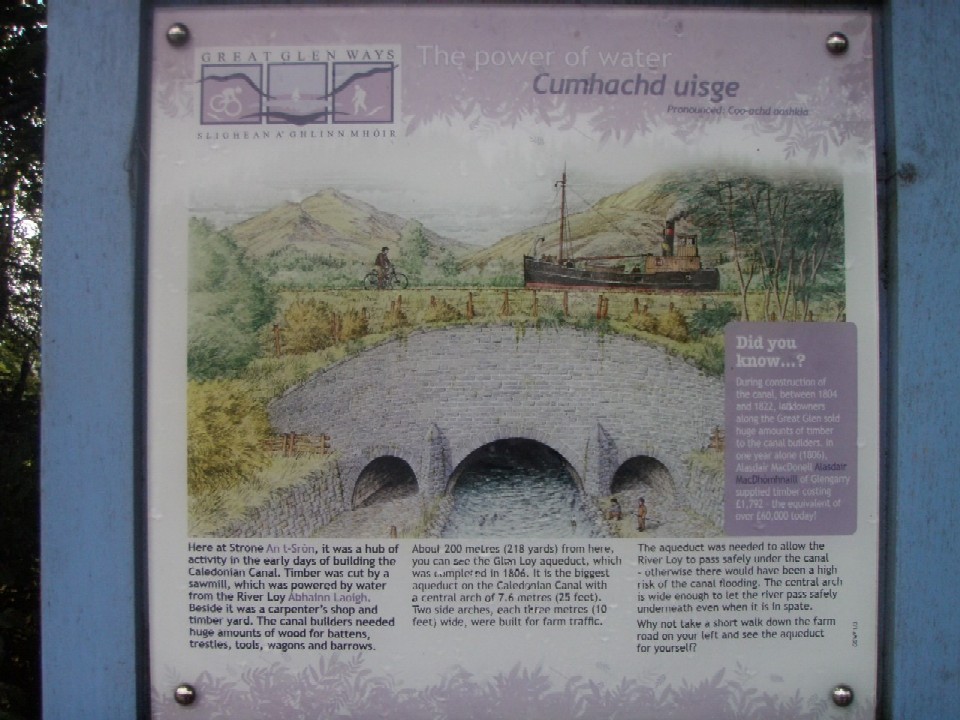 GREAT GLEN WAYS
SLIGHEAN A' GHLINN MHÒIR
The power of water
Cumhachd uisge
Pronounced: Coo-achd ooshkla
Did you
know...?
During construction of
the canal, between 1804
and 1822, landowners
along the Great Glen sold
huge amounts of timber
to the canal builders. In
one year alone (1806),
Alasdair MacDonell Alasdair
MacDhòmhnaill of Glengarry
supplied timber costing
£1,792 - the equivalent of
over £60,000 today!
Here at Strone An t-Sròn, it was a hub of
activity in the early days of building the
Caledonian Canal. Timber was cut by a
sawmill, which was powered by water
from the River Loy Abhainn Laoigh.
Beside it was a carpenter's shop and
timber yard. The canal builders needed
huge amounts of wood for battens,
trestles, tools, wagons and barrows.
About 200 metres (218 yards) from here,
you can see the Glen Loy aqueduct, which
was completed in 1806. It is the biggest
aqueduct on the Caledonian Canal with
a central arch of 7.6 metres (25 feet).
Two side arches, each three metres (10
feet) wide, were built for farm traffic.
The aqueduct was needed to allow the
River Loy to pass safely under the canal
- otherwise there would have been a high
risk of the canal flooding. The central arch
is wide enough to let the river pass safely
underneath even when it is in spate.
Why not take a short walk down the farm
road on your left and see the aqueduct
for yourself?